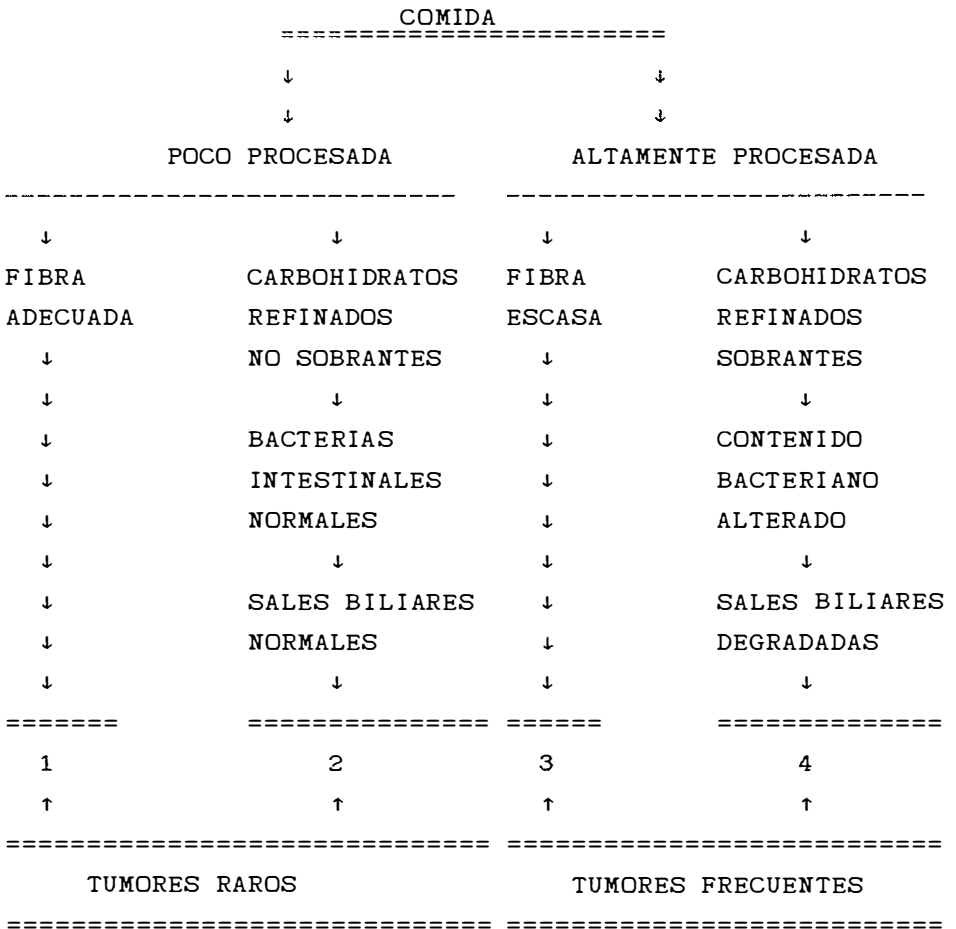 COMIDA
=======================
↓ ↓
↓ ↓
POCO PROCESADA ALTAMENTE PROCESADA
---------------------------- --------------------------
↓ ↓ ↓ ↓
FIBRA CARBOHIDRATOS FIBRA CARBOHIDRATOS
ADECUADA REFINADOS ESCASA REFINADOS
↓ NO SOBRANTES ↓ SOBRANTES
↓ ↓ ↓ ↓
↓ BACTERIAS ↓ CONTENIDO
↓ INTESTINALES ↓ BACTERIANO
↓ NORMALES ↓ ALTERADO
↓ ↓ ↓ ↓
↓ SALES BILIARES ↓ SALES BILIARES
↓ NORMALES ↓ DEGRADADAS
↓ ↓ ↓ ↓
======= =============== ====== ==============
1 2 3 4
↑ ↑ ↑ ↑
============================== ===========================
TUMORES RAROS TUMORES FRECUENTES
============================== ===========================